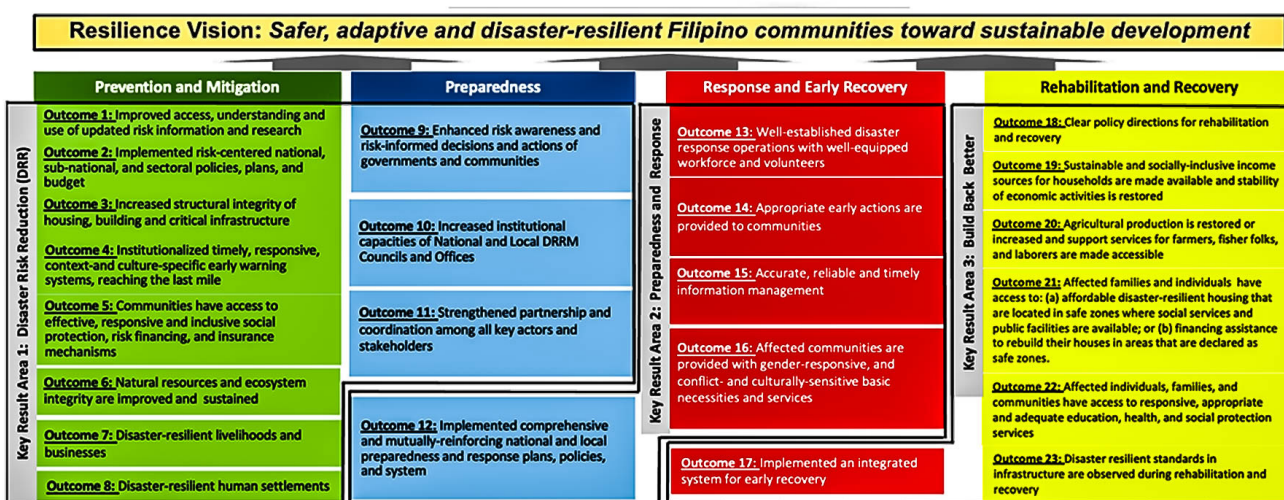 Resilience Vision: Safer, adaptive and disaster-resilient Filipino communities toward sustainable development
Prevention and Mitigation
Key Result Area 1: Disaster Risk Reduction (DRR)
Outcome 1: Improved access, understanding and
use of updated risk information and research
Outcome 2: Implemented risk-centered national,
sub-national, and sectoral policies, plans, and
budget
Outcome 3: Increased structural integrity of
housing, building and critical infrastructure
Outcome 4: Institutionalized timely, responsive,
context-and culture-specific early warning
systems, reaching the last mile
Outcome 5: Communities have access to
effective, responsive and inclusive social
protection, risk financing, and insurance
mechanisms
Outcome 6: Natural resources and ecosystem
integrity are improved and sustained
Outcome 7: Disaster-resilient livelihoods and
businesses
Outcome 8: Disaster-resilient human settlements
Preparedness
Outcome 9: Enhanced risk awareness and
risk-informed decisions and actions of
governments and communities
Outcome 10: Increased institutional
capacities of National and Local DRRM
Councils and Offices
Outcome 11: Strengthened partnership and
coordination among all key actors and
stakeholders
Outcome 12: Implemented comprehensive
and mutually-reinforcing national and local
preparedness and response plans, policies,
and system
Response and Early Recovery
Key Result Area 2: Preparedness and Response
Outcome 13: Well-established disaster
response operations with well-equipped
workforce and volunteers
Outcome 14: Appropriate early actions are
provided to communities
Outcome 15: Accurate, reliable and timely
information management
Outcome 16: Affected communities are
provided with gender-responsive, and
conflict- and culturally-sensitive basic
necessities and services
Outcome 17: Implemented an integrated
system for early recovery
Rehabilitation and Recovery
Key Result Area 3: Build Back Better
Outcome 18: Clear policy directions for rehabilitation
and recovery
Outcome 19: Sustainable and socially-inclusive income
sources for households are made available and stability
of economic activities is restored
Outcome 20: Agricultural production is restored or
increased and support services for farmers, fisher folks,
and laborers are made accessible
Outcome 21: Affected families and individuals have
access to: (a) affordable disaster-resilient housing that
are located in safe zones where social services and
public facilities are available; or (b) financing assistance
to rebuild their houses in areas that are declared as
safe zones.
Outcome 22: Affected individuals, families, and
communities have access to responsive, appropriate
and adequate education, health, and social protection
services
Outcome 23: Disaster resilient standards in
infrastructure are observed during rehabilitation and
recovery